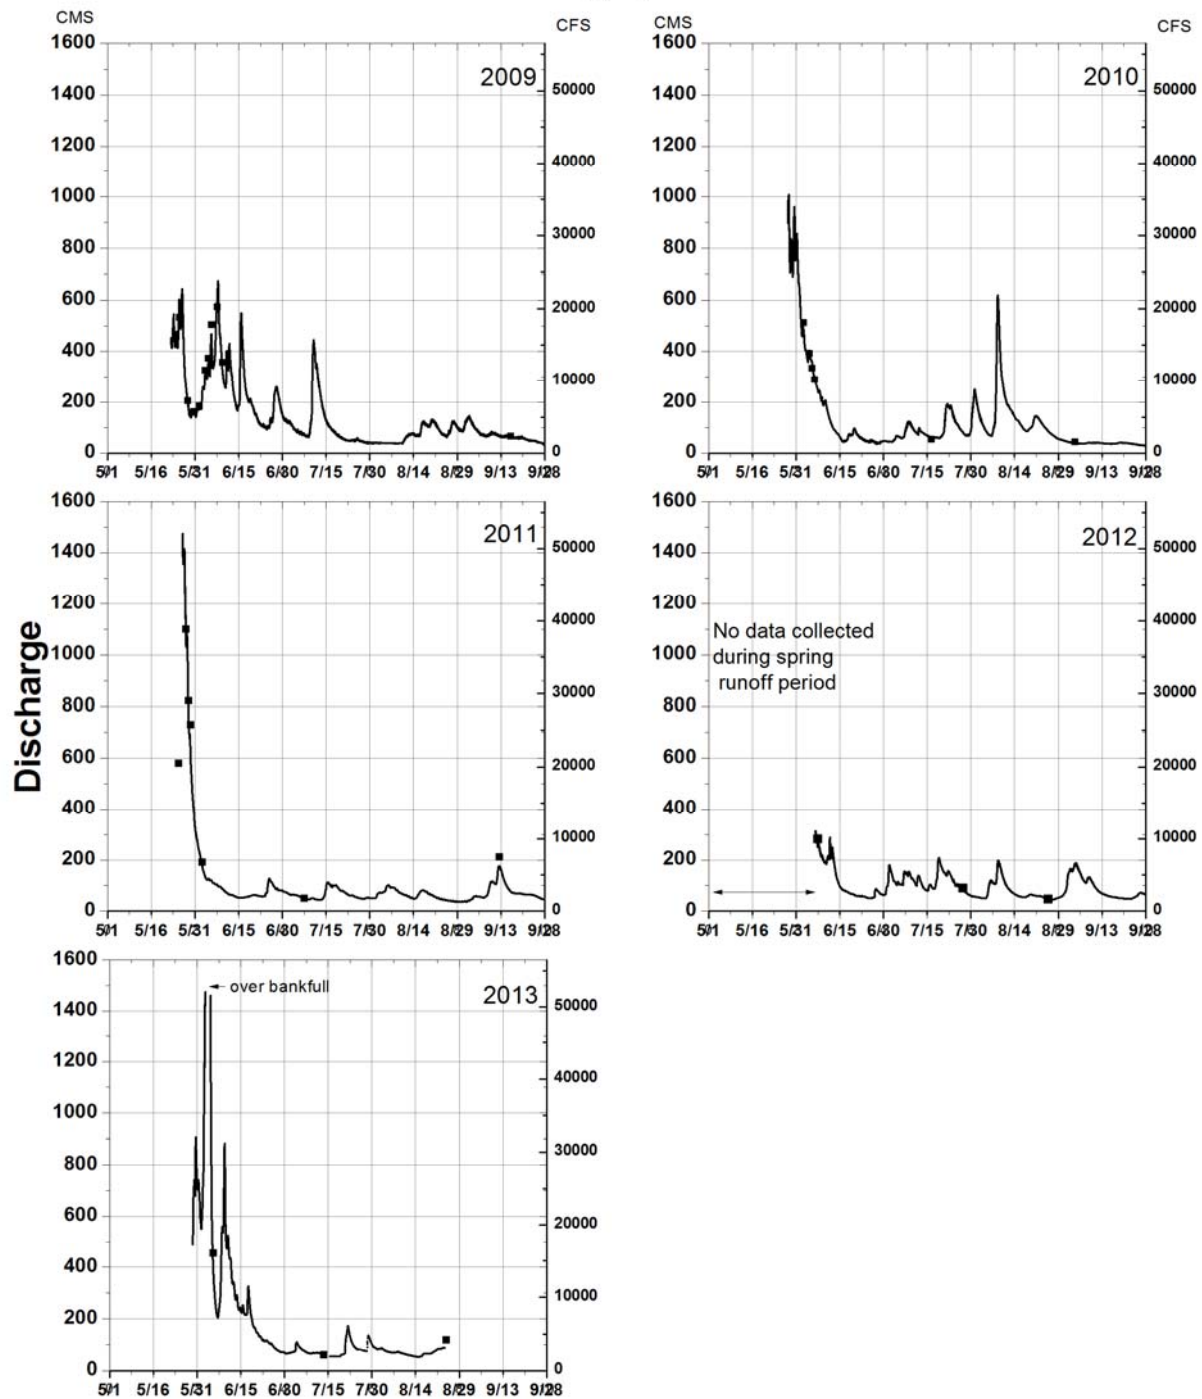 CMS CFS CMS CFS
1600 1600
2009 2010
1400 50000 1400 50000
1200 1200
40000 40000
1000 1000
30000 30000
800 800
600 600
20000 20000
400 400
10000 10000
200 200
0 0 0 0
5/1 5/16 5/31 6/15 6/30 7/15 7/30 8/14 8/29 9/13 9/28 5/1 5/16 5/31 6/15 6/30 7/15 7/30 8/14 8/29 9/13 9/28
Discharge
1600 1600
2011 2012
1400 50000 1400 50000
1200 1200
40000 40000
No data collected
during spring
runoff period
1000 1000
30000 30000
800 800
600 600
20000 20000
400 400
10000 10000
200 200
0 0 0 0
5/1 5/16 5/31 6/15 6/30 7/15 7/30 8/14 8/29 9/13 9/28 5/1 5/16 5/31 6/15 6/30 7/15 7/30 8/14 8/29 9/13 9/28
1600
over bankfull
2013
1400 50000
1200
40000
1000
30000
800
600
20000
400
10000
200
0 0
5/1 5/16 5/31 6/15 6/30 7/15 7/30 8/14 8/29 9/13 9/28